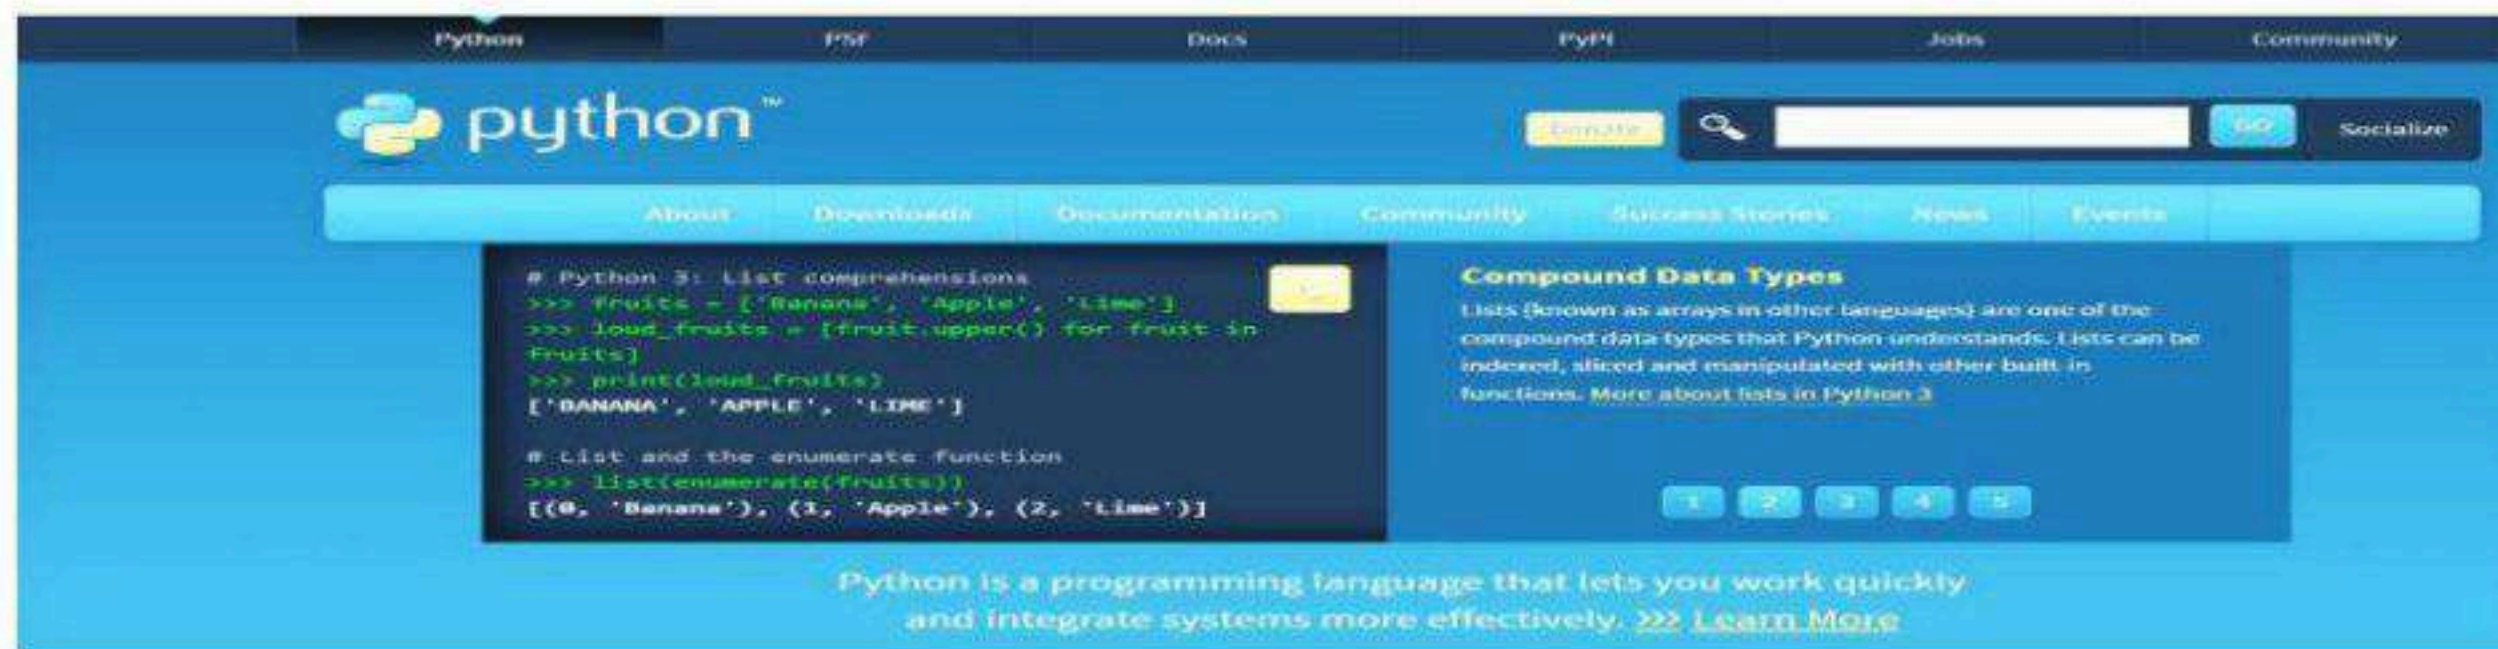 Python PSF Docs PyPI Jobs Community
python™
Donate GO Socialize
About Downloads Documentation Community Success Stories News Events
# Python 3: List comprehensions
>>> fruits = ['Banana', 'Apple', 'Lime']
>>> loud_fruits = [fruit.upper() for fruit in
fruits]
>>> print(loud_fruits)
['BANANA', 'APPLE', 'LIME']
# List and the enumerate function
>>> list(enumerate(fruits))
[(0, 'Banana'), (1, 'Apple'), (2, 'Lime')]
>_
Compound Data Types
Lists (known as arrays in other languages) are one of the
compound data types that Python understands. Lists can be
indexed, sliced and manipulated with other built-in
functions. More about lists in Python 3
1 2 3 4 5
Python is a programming language that lets you work quickly
and integrate systems more effectively. >>> Learn More